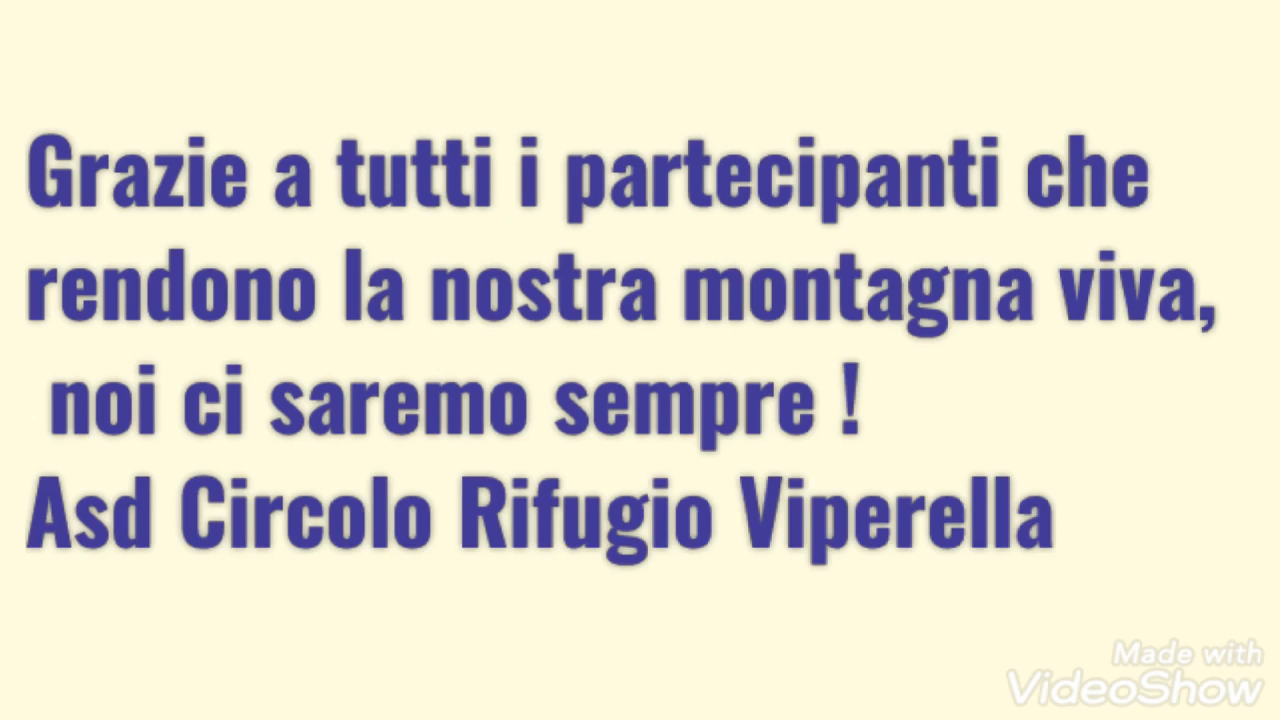 Grazie a tutti i partecipanti che
rendono la nostra montagna viva,
noi ci saremo sempre !
Asd Circolo Rifugio Viperella
Made with
VideoShow